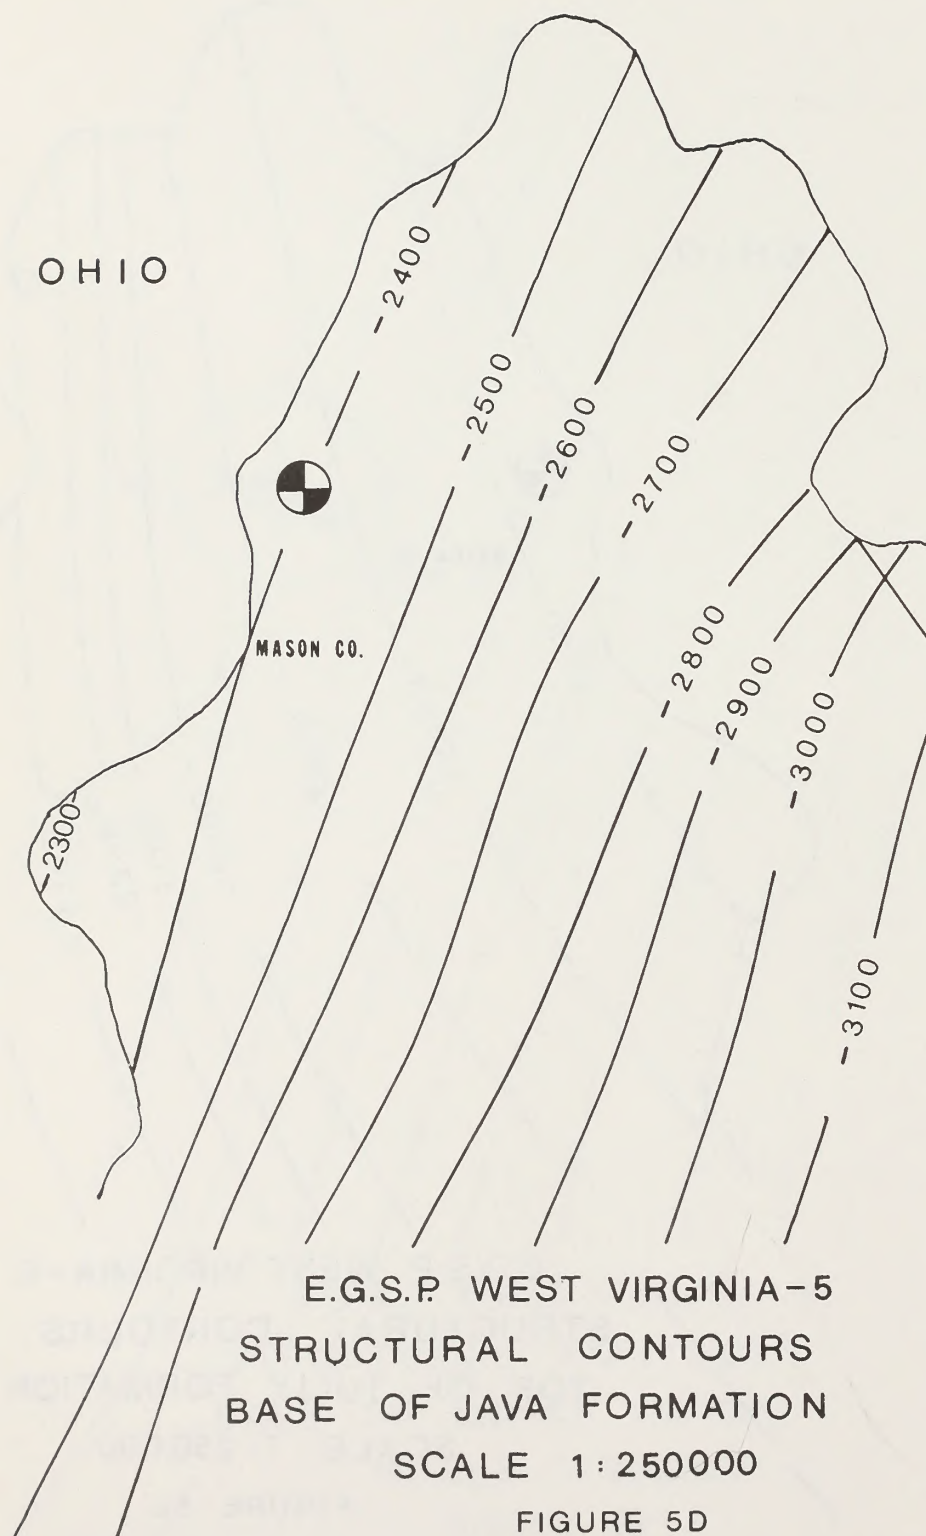 OHIO
-2400
-2500
-2600
-2700
-2800
-2900
-3000
-3100
MASON CO.
-2300-
E.G.S.P. WEST VIRGINIA-5
STRUCTURAL CONTOURS
BASE OF JAVA FORMATION
SCALE 1:250000
FIGURE 5D